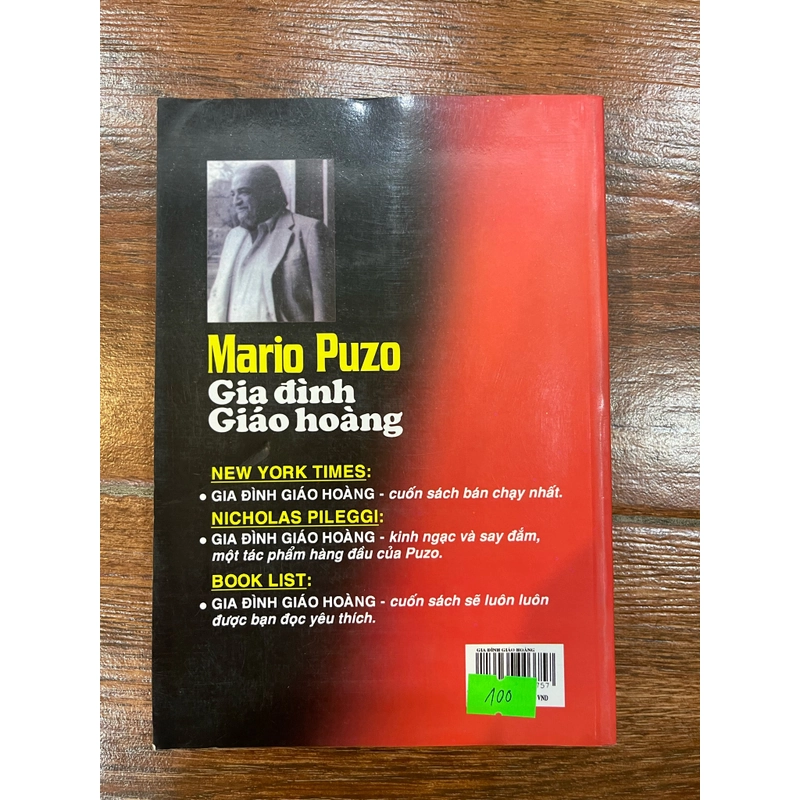 Mario Puzo
Gia đình
Giáo hoàng
NEW YORK TIMES:
• GIA ĐÌNH GIÁO HOÀNG - cuốn sách bán chạy nhất.
NICHOLAS PILEGGI:
• GIA ĐÌNH GIÁO HOÀNG - kinh ngạc và say đắm,
một tác phẩm hàng đầu của Puzo.
BOOK LIST:
• GIA ĐÌNH GIÁO HOÀNG - cuốn sách sẽ luôn luôn
được bạn đọc yêu thích.
GIA ĐÌNH GIÁO HOÀNG
757
100
VND